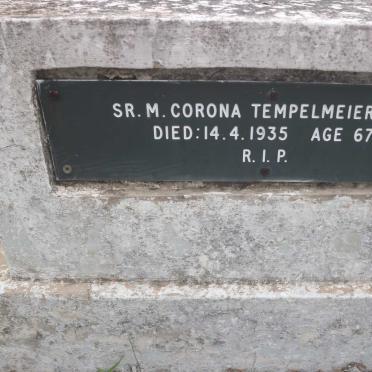 SR. M. CORONA TEMPELMEIER
DIED: 14.4.1935 AGE 67
R. I. P.